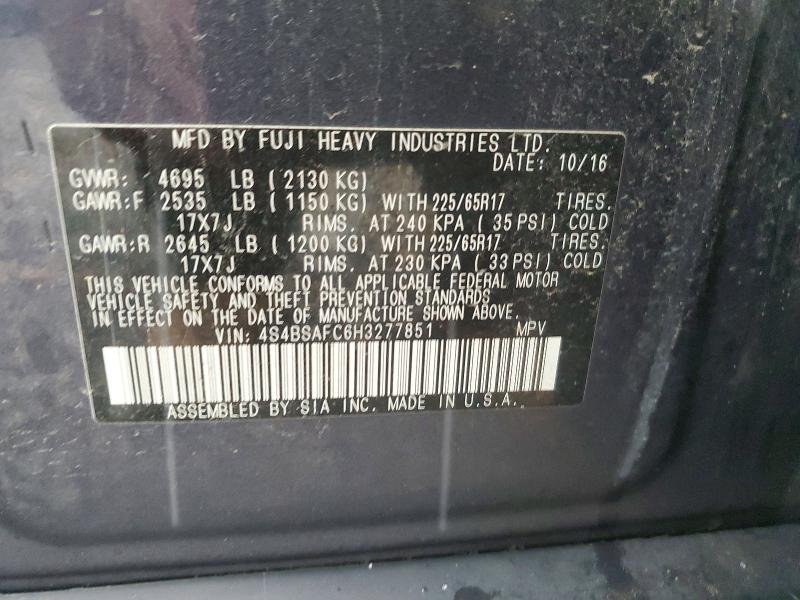 MFD BY FUJI HEAVY INDUSTRIES LTD.
DATE: 10/16
GVWR: 4695 LB ( 2130 KG)
GAWR:F 2535 LB ( 1150 KG) WITH 225/65R17 TIRES.
17X7J RIMS. AT 240 KPA ( 35 PSI) COLD
GAWR:R 2645 LB ( 1200 KG) WITH 225/65R17 TIRES.
17X7J RIMS. AT 230 KPA ( 33 PSI) COLD
THIS VEHICLE CONFORMS TO ALL APPLICABLE FEDERAL MOTOR
VEHICLE SAFETY AND THEFT PREVENTION STANDARDS
IN EFFECT ON DATE OF MANUFACTURE SHOWN ABOVE.
VIN: 4S4BSAFC6H3277851 MPV
ASSEMBLED BY SIA INC. MADE IN U.S.A.